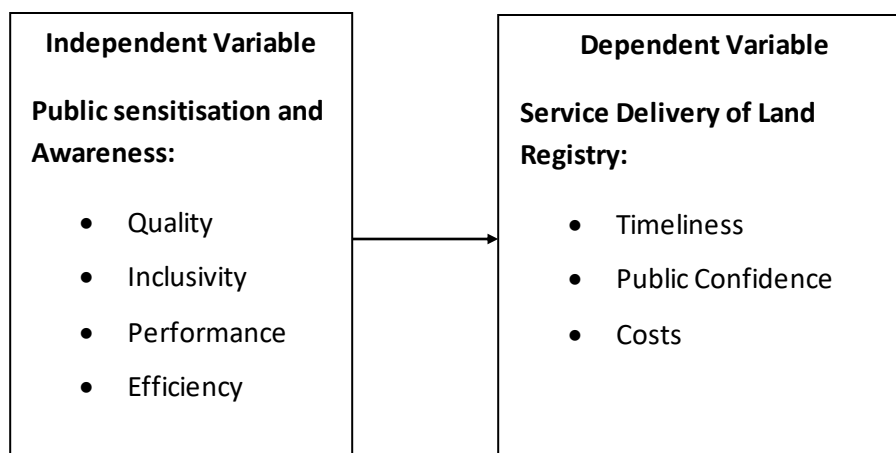 Independent Variable
Public sensitisation and
Awareness:
• Quality
• Inclusivity
• Performance
• Efficiency
Dependent Variable
Service Delivery of Land
Registry:
• Timeliness
• Public Confidence
• Costs